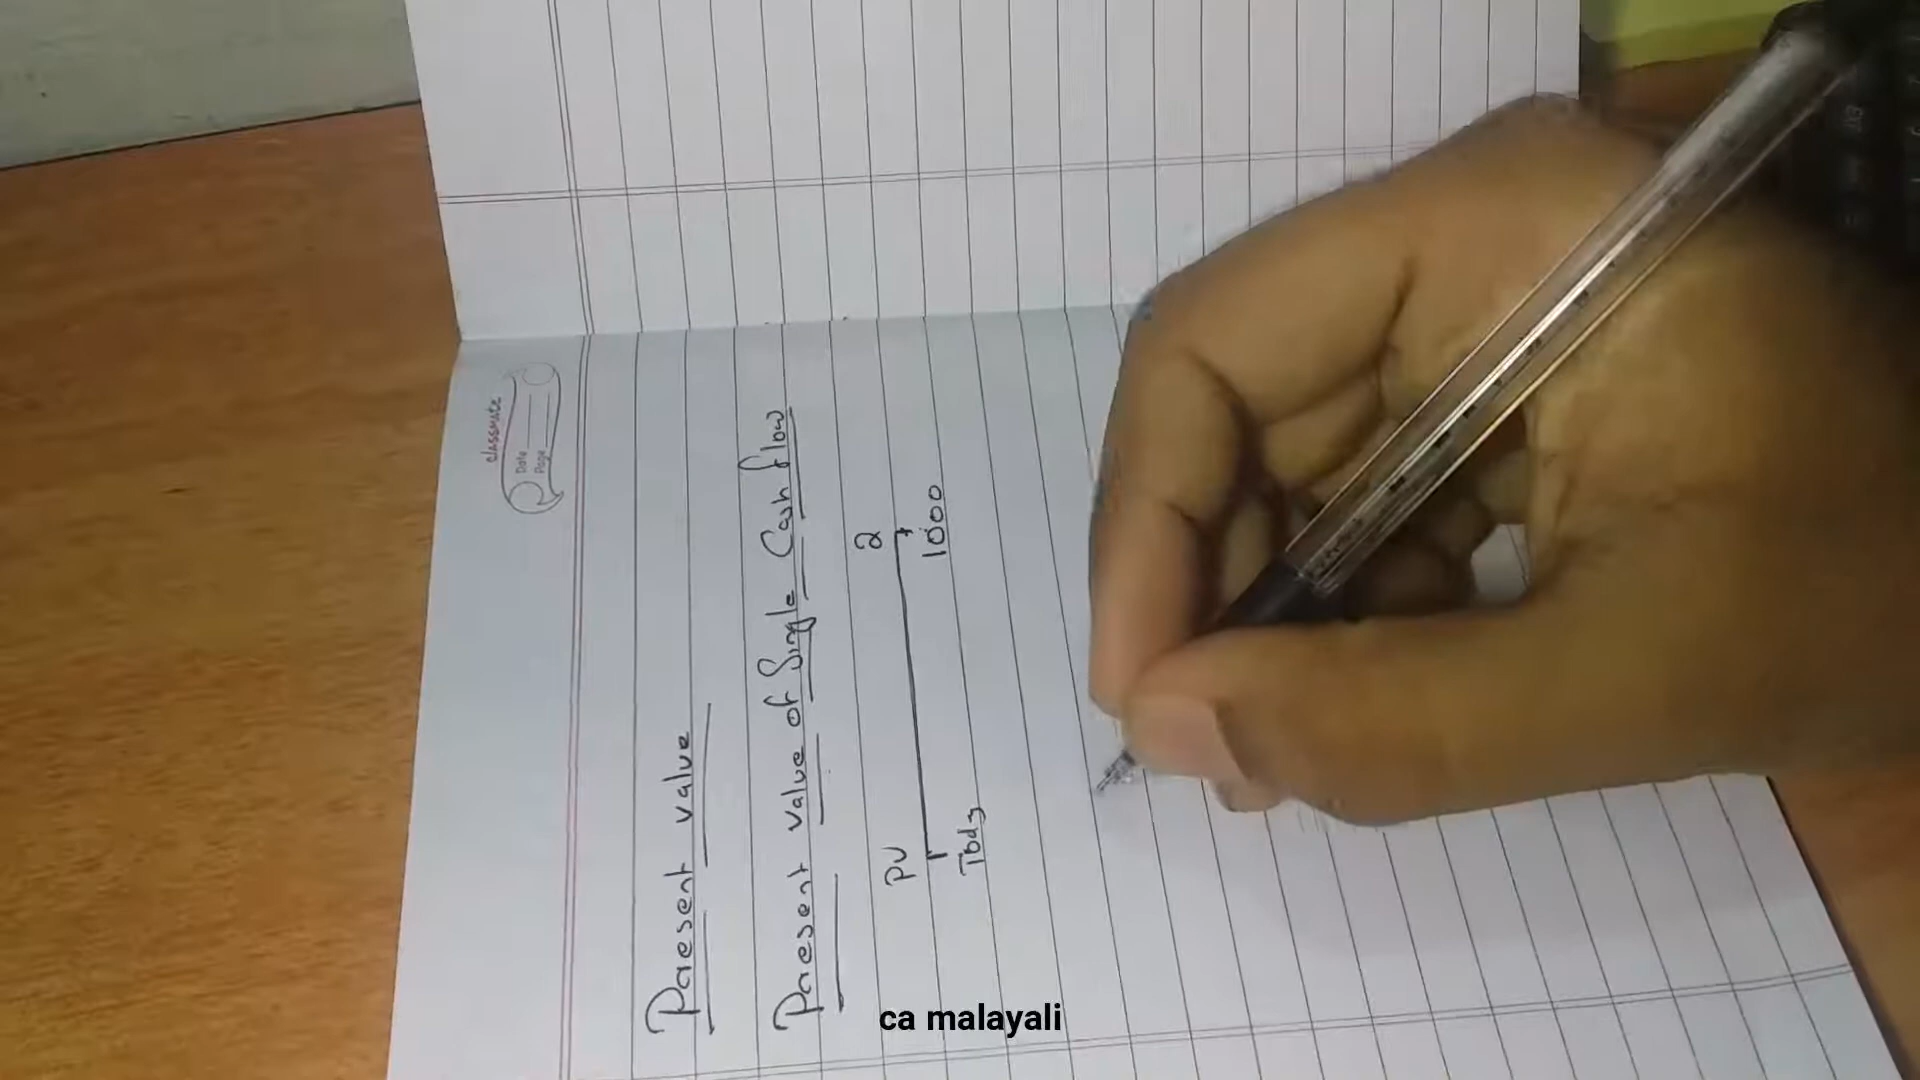 classmate
Date
Page
Present value
Present value of Single Cash flow
2
PV
1000
Tody
ca malayali